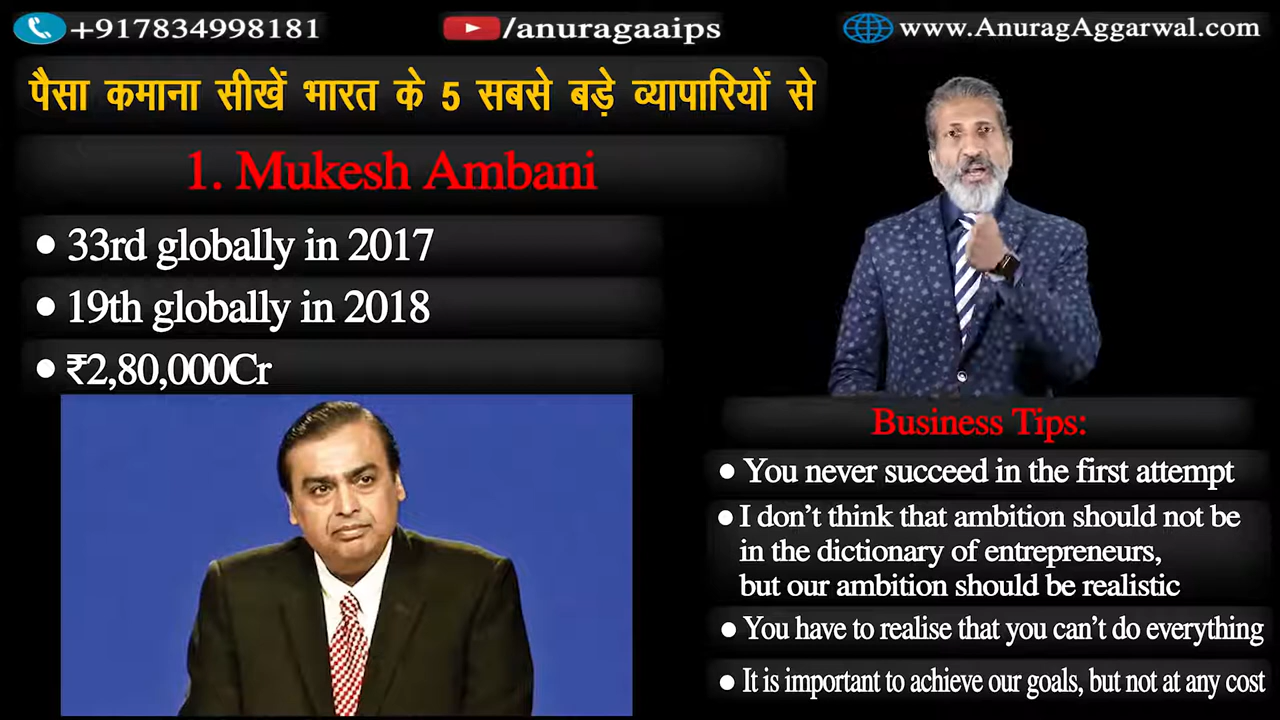 +917834998181
/anuragaaips
www.AnuragAggarwal.com
पैसा कमाना सीखें भारत के 5 सबसे बड़े व्यापारियों से
1. Mukesh Ambani
• 33rd globally in 2017
• 19th globally in 2018
• ₹2,80,000Cr
Business Tips:
• You never succeed in the first attempt
• I don't think that ambition should not be
in the dictionary of entrepreneurs,
but our ambition should be realistic
• You have to realise that you can't do everything
• It is important to achieve our goals, but not at any cost